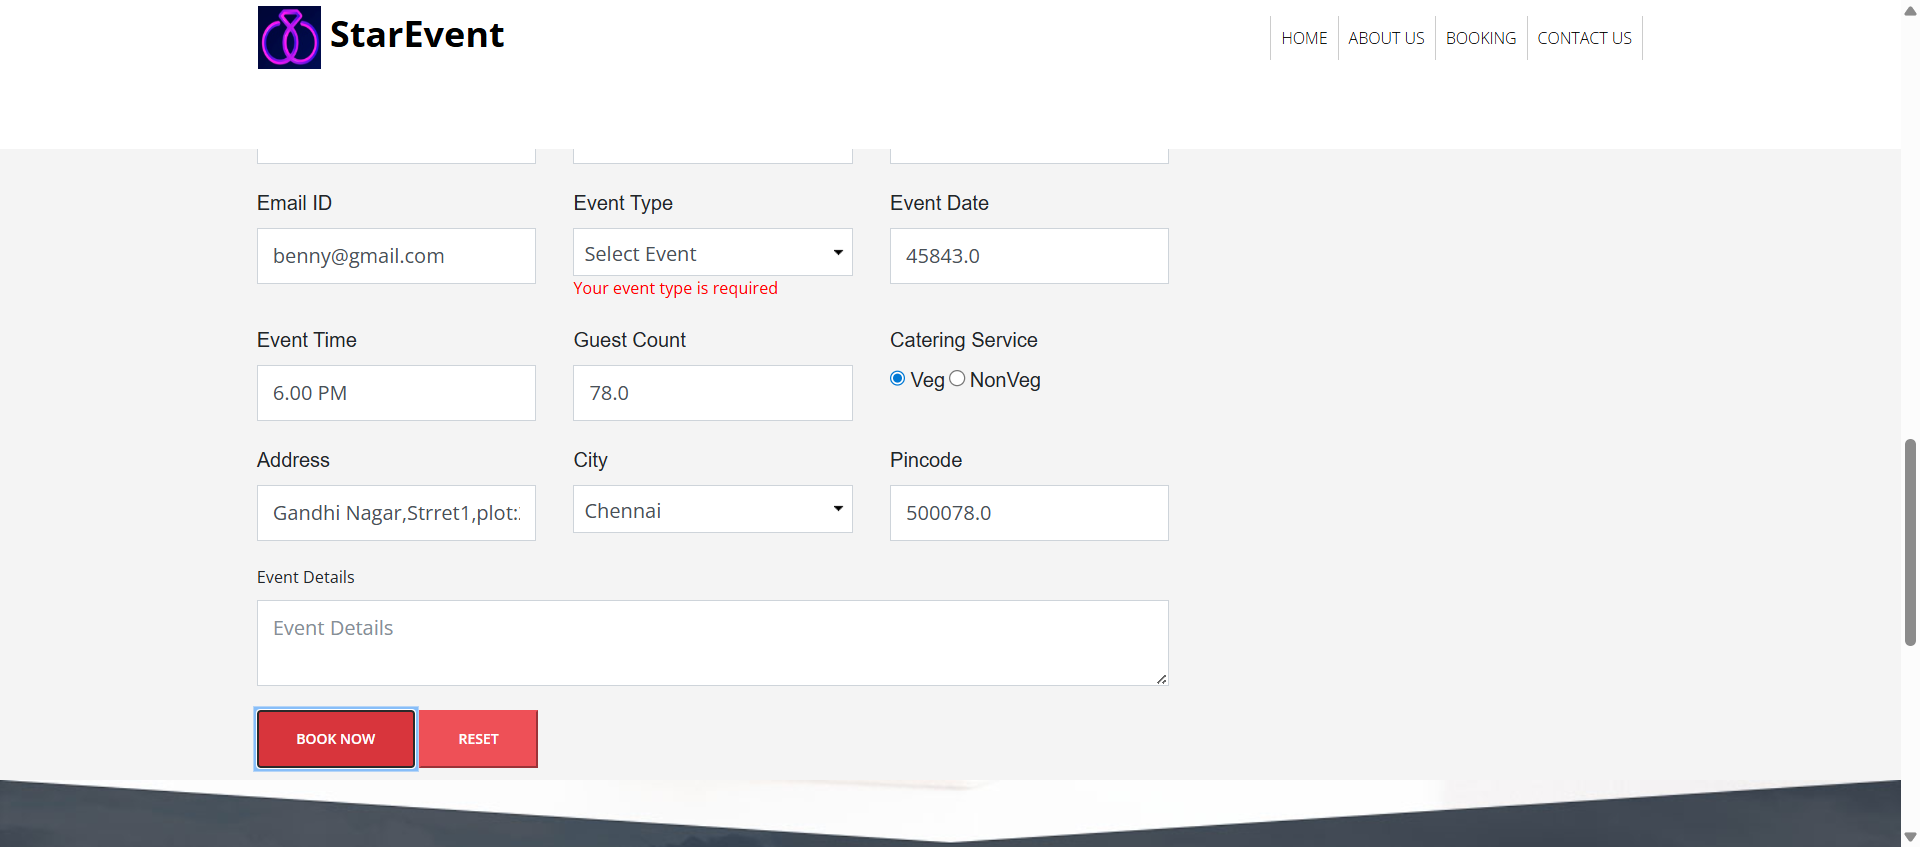 StarEvent
HOME ABOUT US BOOKING CONTACT US
Email ID Event Type Event Date
benny@gmail.com Select Event 45843.0
Your event type is required
Event Time Guest Count Catering Service
6.00 PM 78.0 Veg NonVeg
Address City Pincode
Gandhi Nagar,Strret1,plot: Chennai 500078.0
Event Details
Event Details
BOOK NOW RESET